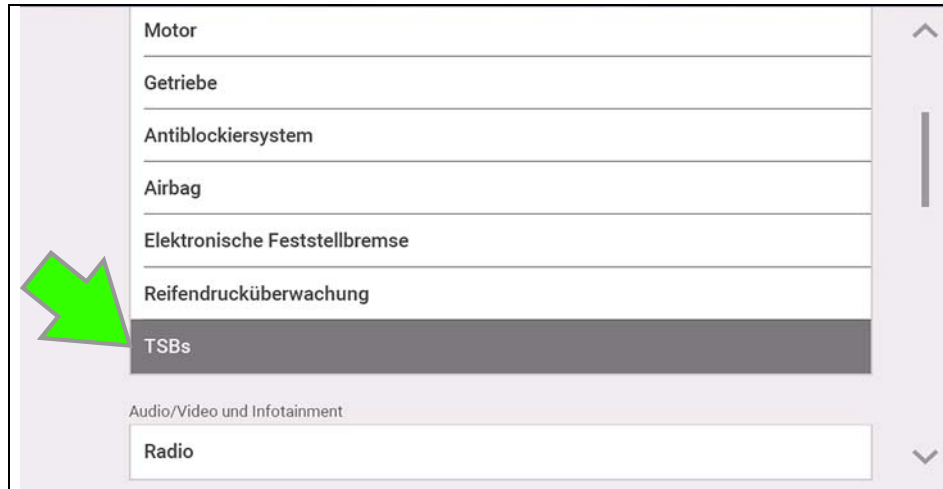 Motor
Getriebe
Antiblockiersystem
Airbag
Elektronische Feststellbremse
Reifendrucküberwachung
TSBs
Audio/Video und Infotainment
Radio